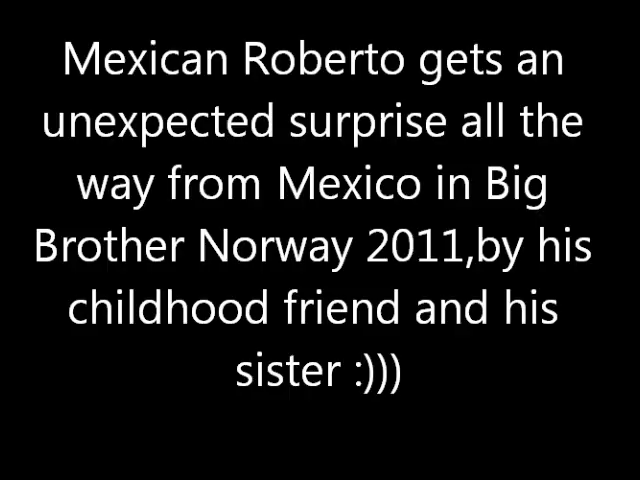 Mexican Roberto gets an
unexpected surprise all the
way from Mexico in Big
Brother Norway 2011,by his
childhood friend and his
sister :)))